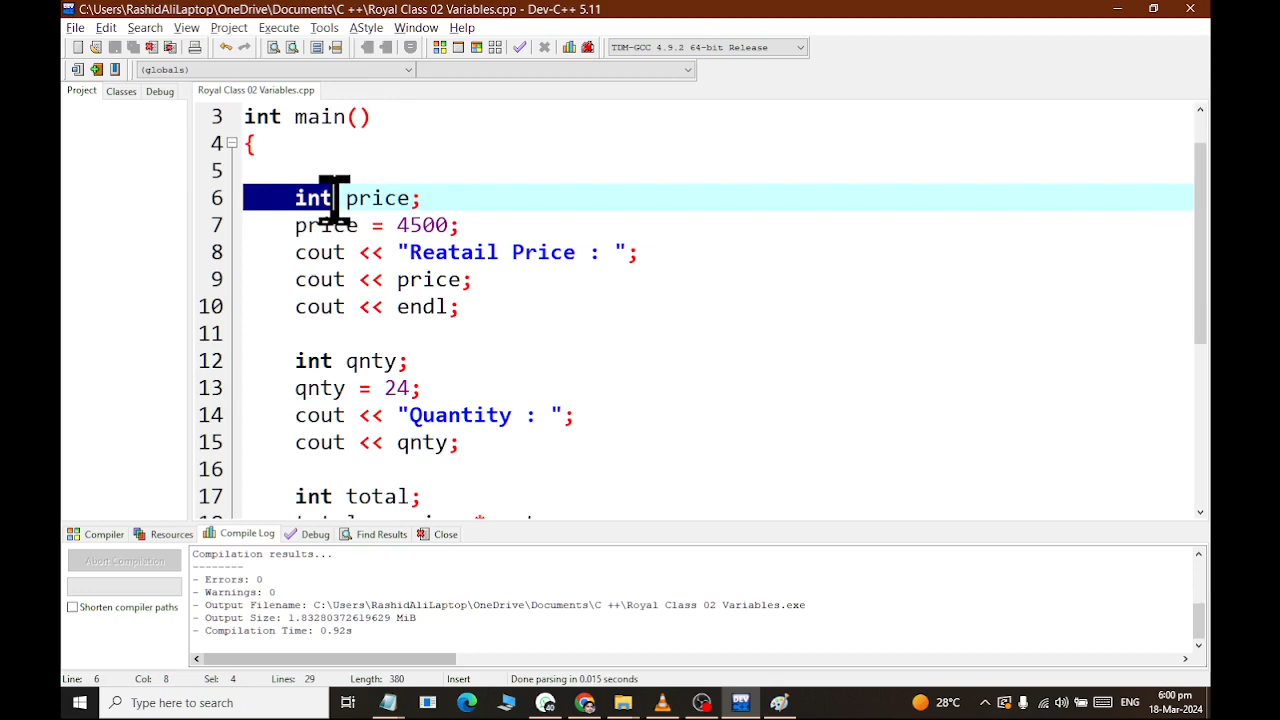 C:\Users\RashidAliLaptop\OneDrive\Documents\C ++\Royal Class 02 Variables.cpp - Dev-C++ 5.11
File Edit Search View Project Execute Tools AStyle Window Help
TDM-GCC 4.9.2 64-bit Release
(globals)
Project Classes Debug Royal Class 02 Variables.cpp
3 int main()
4 {
5
6 int price;
7 price = 4500;
8 cout << "Reatail Price : ";
9 cout << price;
10 cout << endl;
11
12 int qnty;
13 qnty = 24;
14 cout << "Quantity : ";
15 cout << qnty;
16
17 int total;
Compiler Resources Compile Log Debug Find Results Close
Abort Compilation
Shorten compiler paths
Compilation results...
--------
- Errors: 0
- Warnings: 0
- Output Filename: C:\Users\RashidAliLaptop\OneDrive\Documents\C ++\Royal Class 02 Variables.exe
- Output Size: 1.83280372619629 MiB
- Compilation Time: 0.92s
Line: 6 Col: 8 Sel: 4 Lines: 29 Length: 380 Insert Done parsing in 0.015 seconds
Type here to search
DEV
28°C
ENG
6:00 pm
18-Mar-2024